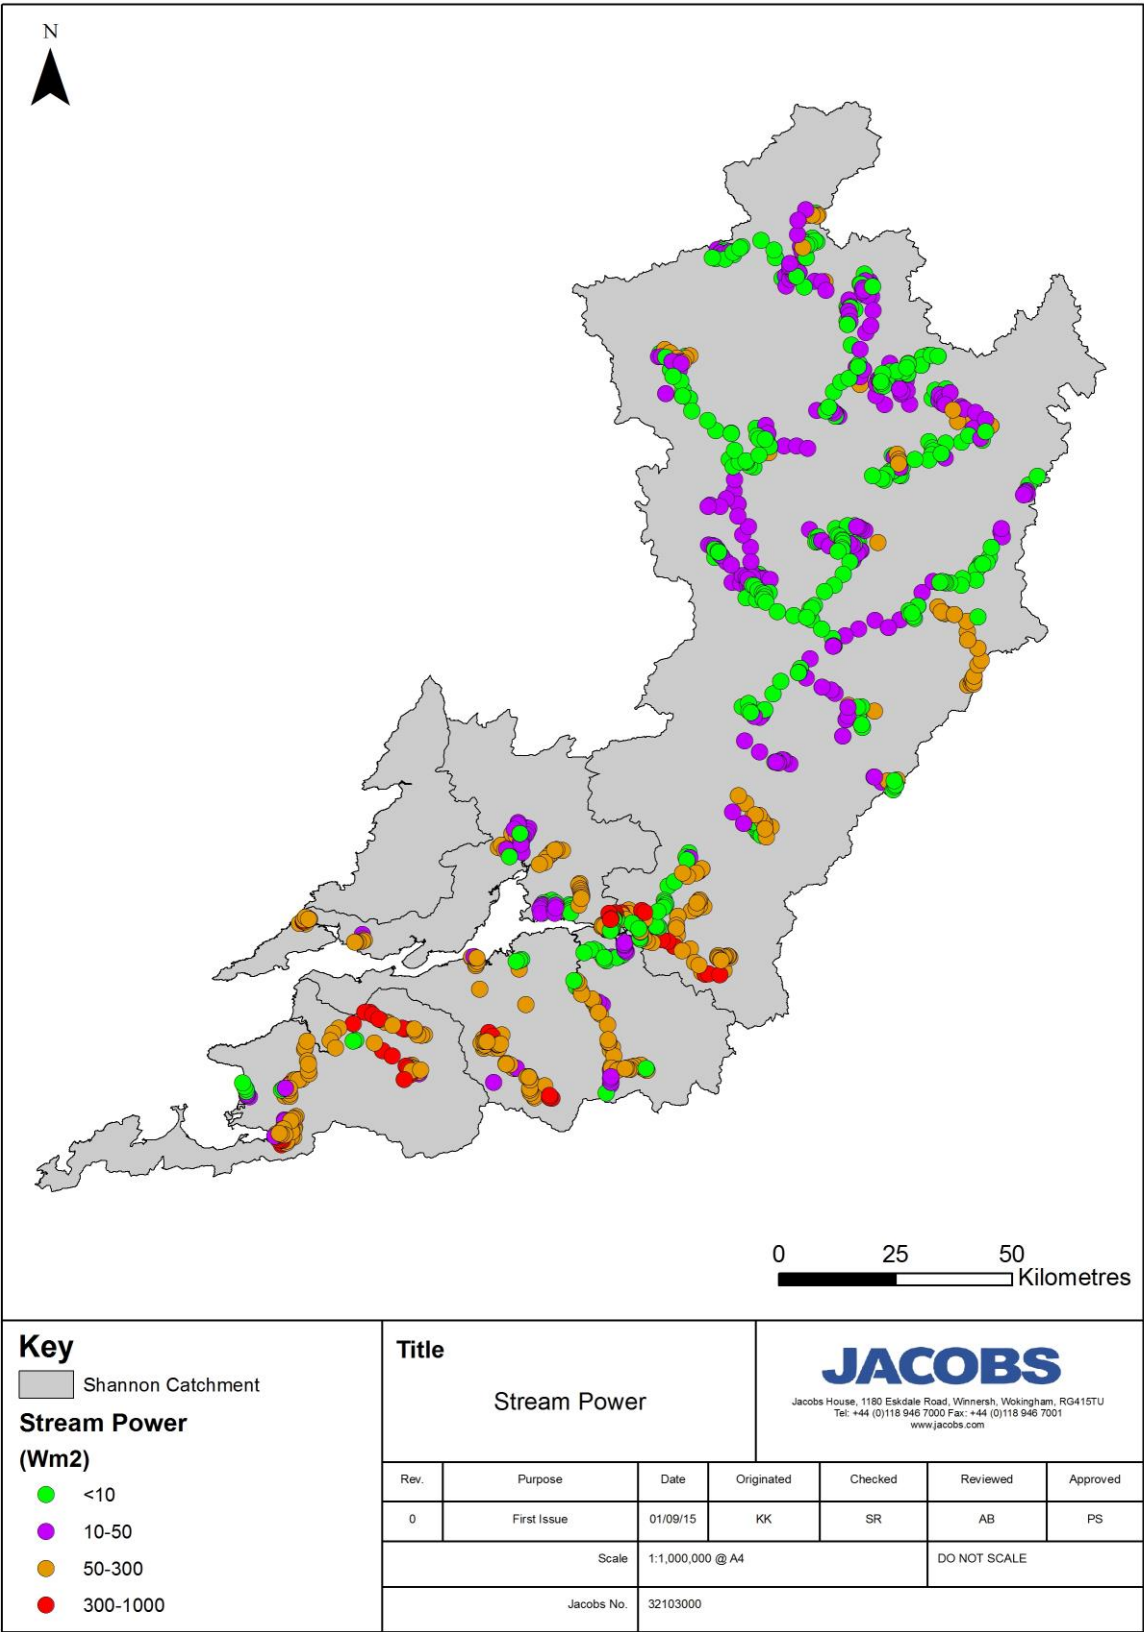 N
0 25 50
Kilometres
Key
Shannon Catchment
Stream Power
(Wm2)
<10
10-50
50-300
300-1000
Title
Stream Power
JACOBS
Jacobs House, 1180 Eskdale Road, Winnersh, Wokingham, RG415TU
Tel: +44 (0)118 946 7000 Fax: +44 (0)118 946 7001
www.jacobs.com
Rev. Purpose Date Originated Checked Reviewed Approved
0 First Issue 01/09/15 KK SR AB PS
Scale 1:1,000,000 @ A4 DO NOT SCALE
Jacobs No. 32103000